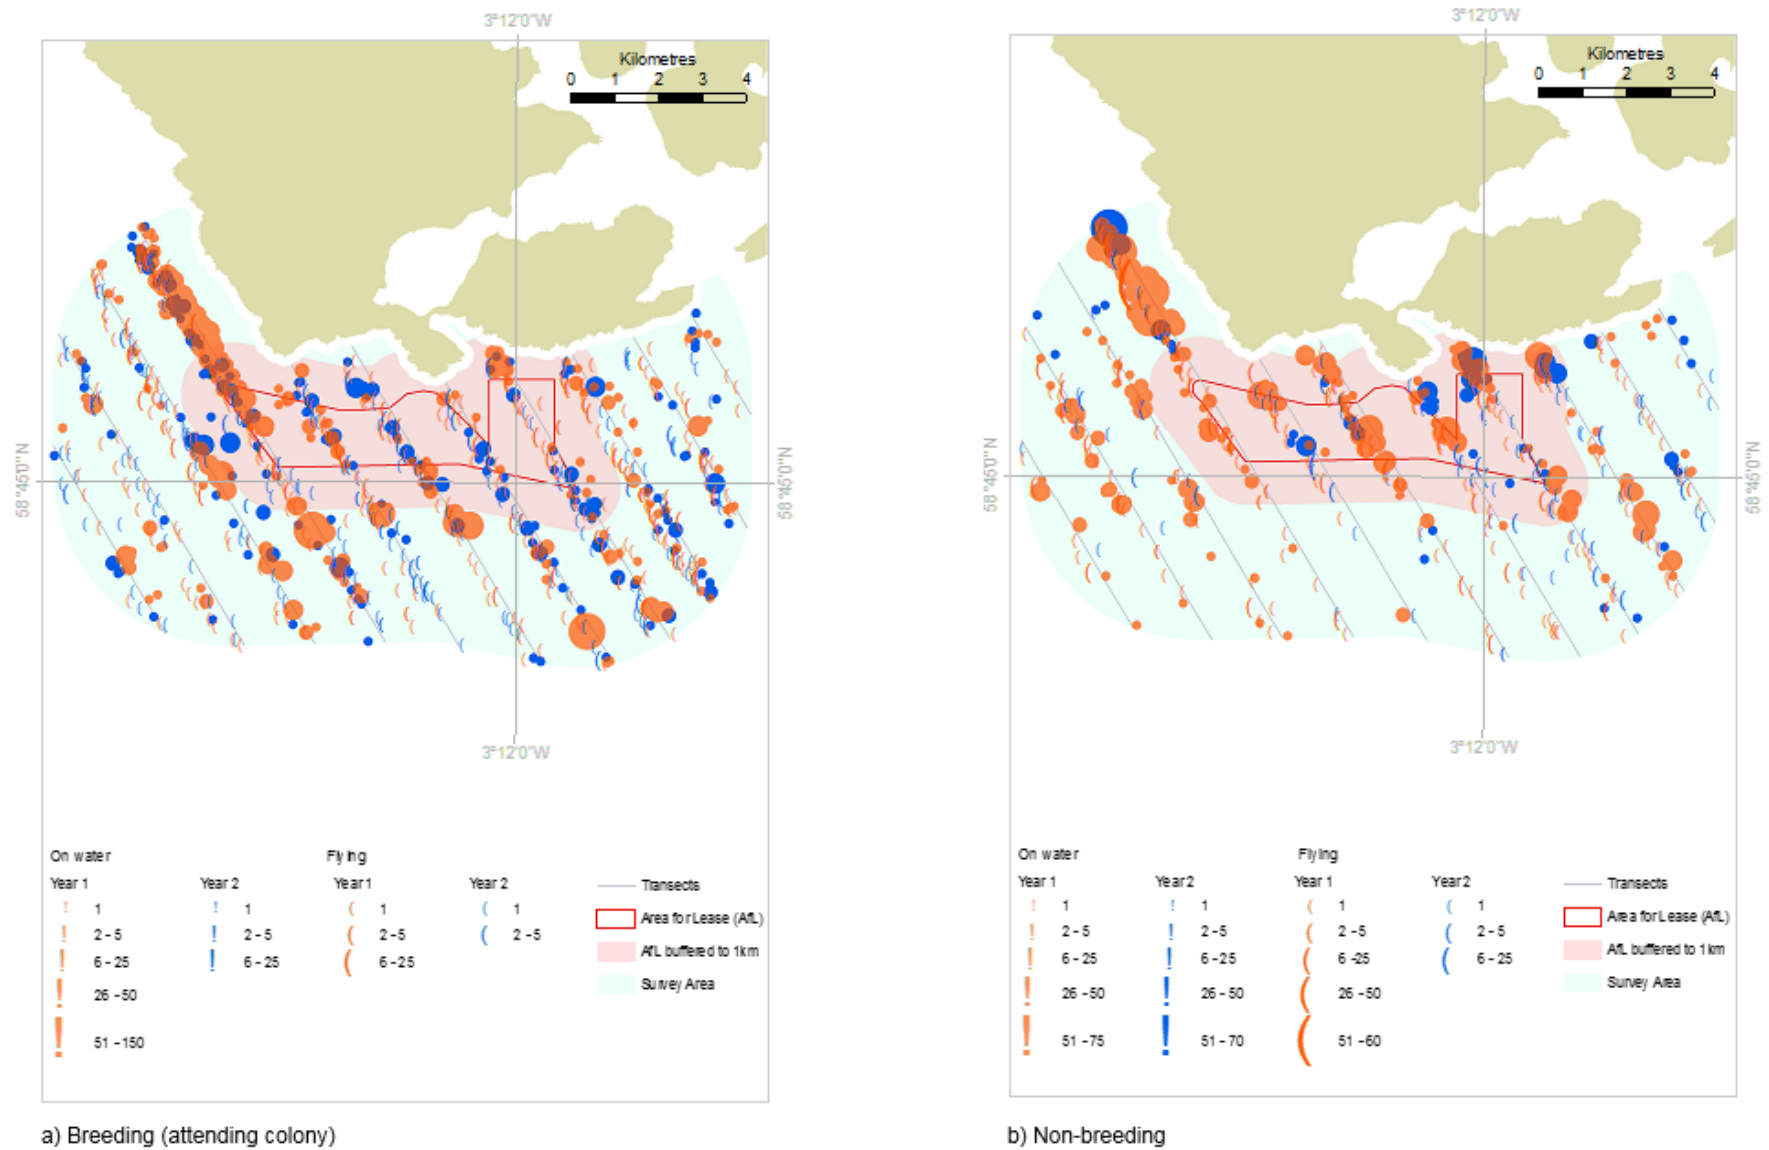 3°12'0"W
Kilometres
0 1 2 3 4
58°45'0"N
58°45'0"N
3°12'0"W
On water Flying
Year 1 Year 2 Year 1 Year 2
1 1 1 1
2 - 5 2 - 5 2 - 5 2 - 5
6 - 25 6 - 25 6 - 25
26 - 50
51 - 150
Transects
Area for Lease (AfL)
AfL buffered to 1km
Survey Area
a) Breeding (attending colony)
3°12'0"W
Kilometres
0 1 2 3 4
58°45'0"N
58°45'0"N
3°12'0"W
On water Flying
Year 1 Year 2 Year 1 Year 2
1 1 1 1
2 - 5 2 - 5 2 - 5 2 - 5
6 - 25 6 - 25 6 - 25 6 - 25
26 - 50 26 - 50 26 - 50
51 - 75 51 - 70 51 - 60
Transects
Area for Lease (AfL)
AfL buffered to 1km
Survey Area
b) Non-breeding